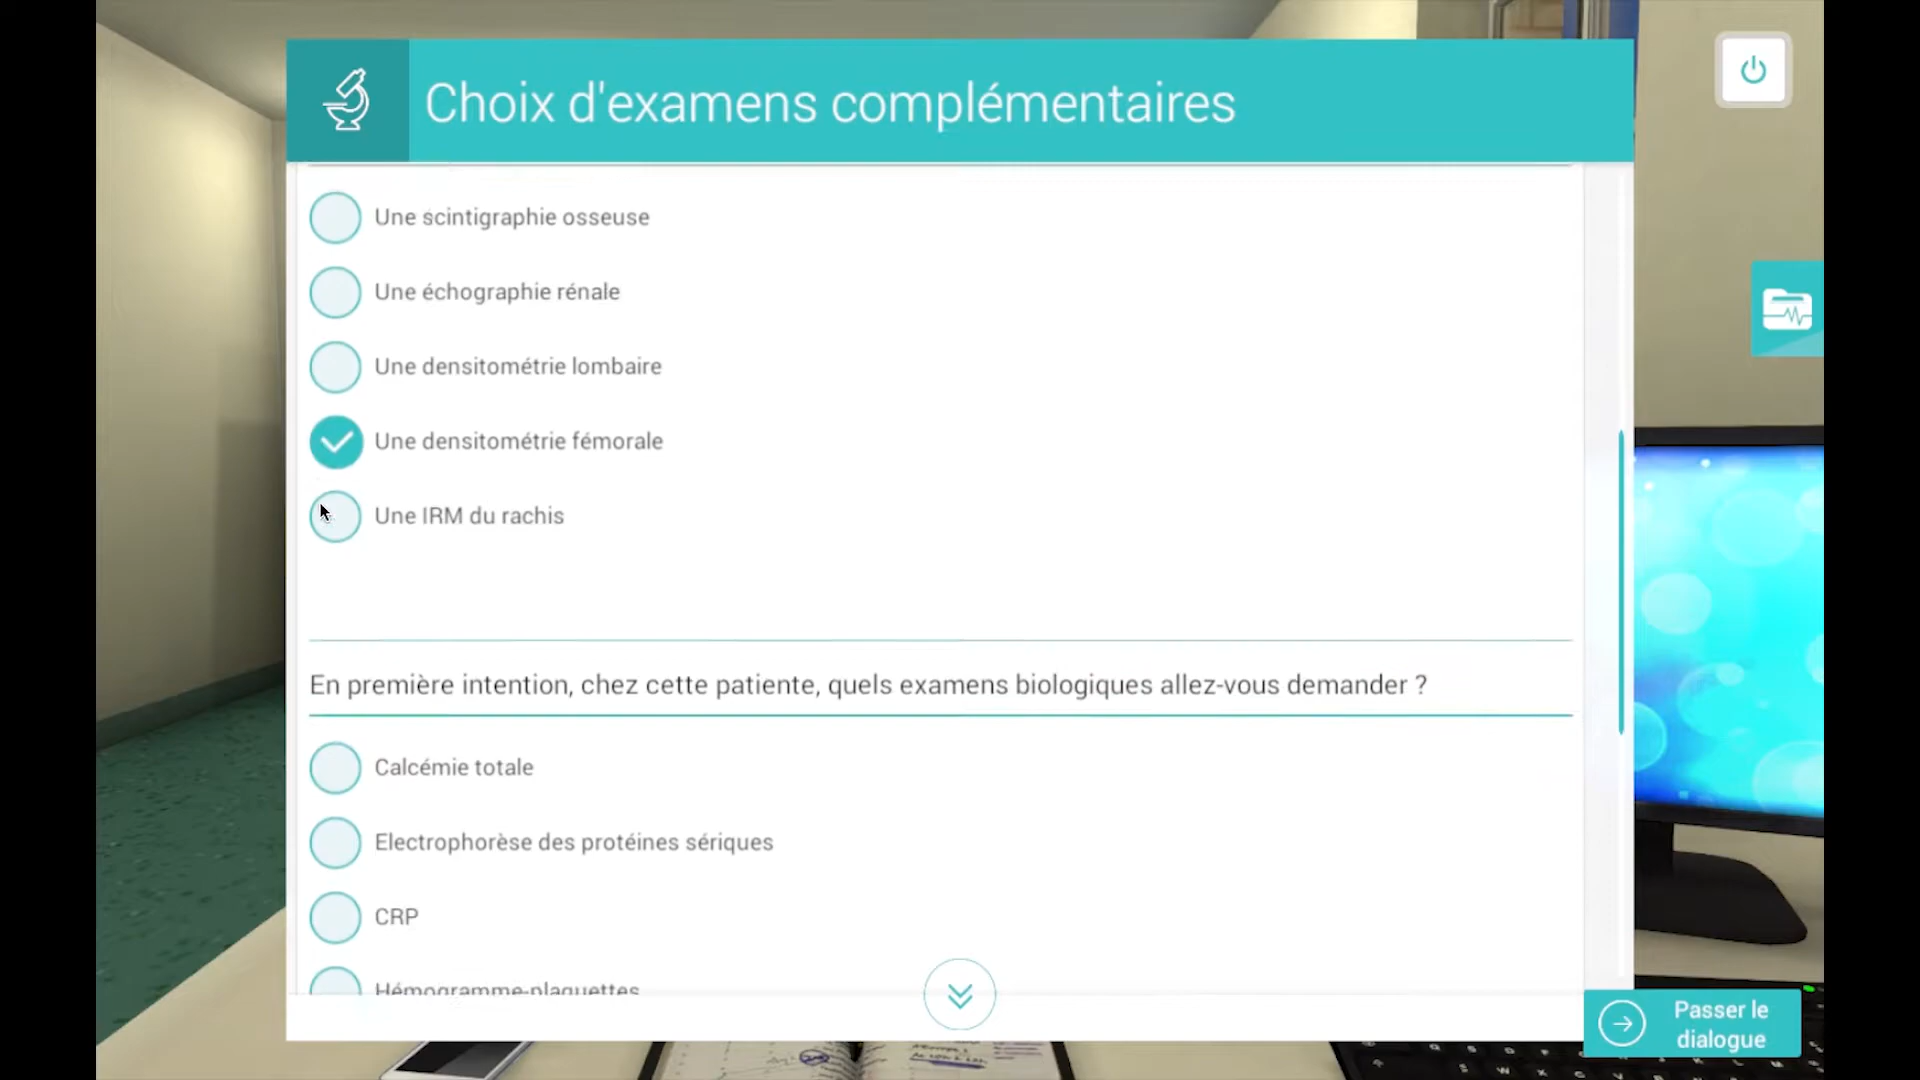 Choix d'examens complémentaires
Une scintigraphie osseuse
Une échographie rénale
Une densitométrie lombaire
Une densitométrie fémorale
Une IRM du rachis
En première intention, chez cette patiente, quels examens biologiques allez-vous demander ?
Calcémie totale
Electrophorèse des protéines sériques
CRP
Hémogramme-plaquettes
Passer le
dialogue